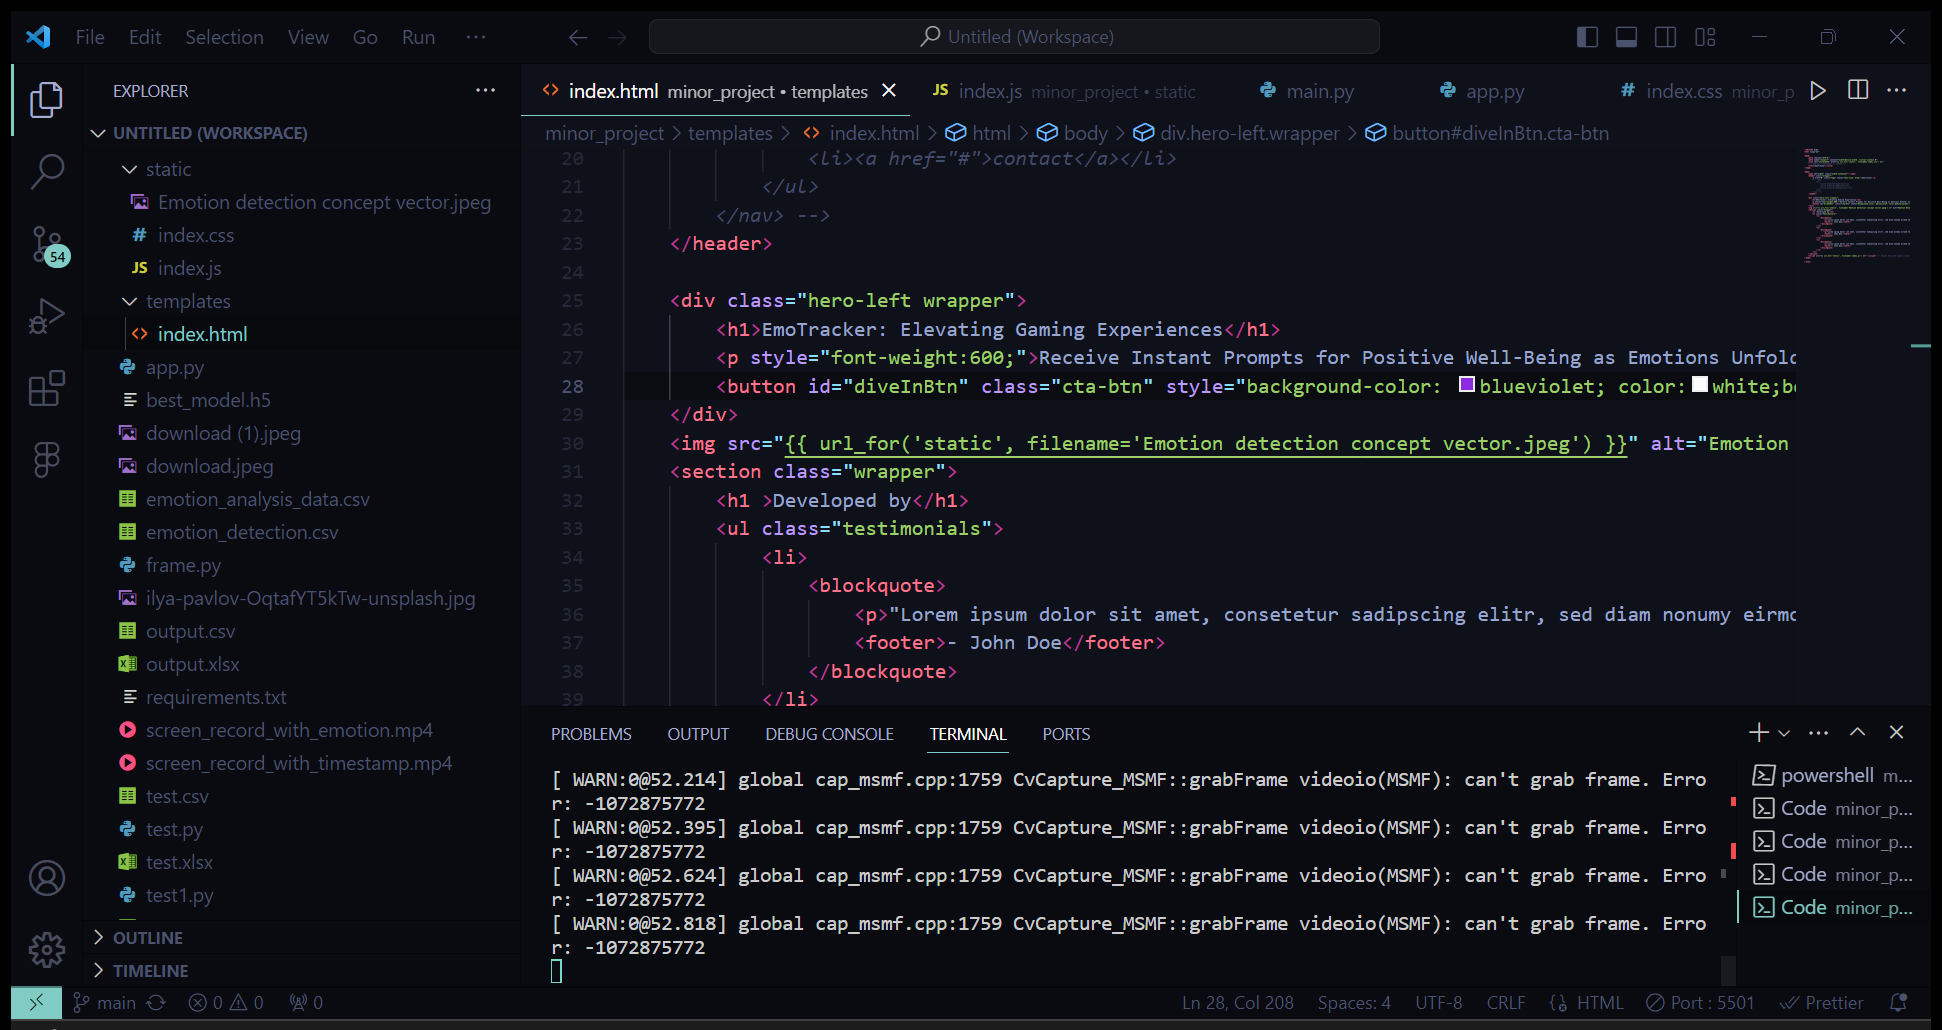 File Edit Selection View Go Run ···
Untitled (Workspace)
EXPLORER
UNTITLED (WORKSPACE)
static
Emotion detection concept vector.jpeg
# index.css
JS index.js
templates
<> index.html
app.py
best_model.h5
download (1).jpeg
download.jpeg
emotion_analysis_data.csv
emotion_detection.csv
frame.py
ilya-pavlov-OqtafYT5kTw-unsplash.jpg
output.csv
output.xlsx
requirements.txt
screen_record_with_emotion.mp4
screen_record_with_timestamp.mp4
test.csv
test.py
test.xlsx
test1.py
OUTLINE
TIMELINE
54
<> index.html minor_project • templates
JS index.js minor_project • static
main.py
app.py
# index.css minor_p
minor_project > templates > <> index.html > html > body > div.hero-left.wrapper > button#diveInBtn.cta-btn
20 <li><a href="#">contact</a></li>
21 </ul>
22 </nav> -->
23 </header>
24
25 <div class="hero-left wrapper">
26 <h1>EmoTracker: Elevating Gaming Experiences</h1>
27 <p style="font-weight:600;">Receive Instant Prompts for Positive Well-Being as Emotions Unfol
28 <button id="diveInBtn" class="cta-btn" style="background-color: blueviolet; color: white;b
29 </div>
30 <img src="{{ url_for('static', filename='Emotion detection concept vector.jpeg') }}" alt="Emotion
31 <section class="wrapper">
32 <h1 >Developed by</h1>
33 <ul class="testimonials">
34 <li>
35 <blockquote>
36 <p>"Lorem ipsum dolor sit amet, consetetur sadipscing elitr, sed diam nonumy eirmo
37 <footer>- John Doe</footer>
38 </blockquote>
39 </li>
PROBLEMS OUTPUT DEBUG CONSOLE TERMINAL PORTS
[ WARN:0@52.214] global cap_msmf.cpp:1759 CvCapture_MSMF::grabFrame videoio(MSMF): can't grab frame. Erro
r: -1072875772
[ WARN:0@52.395] global cap_msmf.cpp:1759 CvCapture_MSMF::grabFrame videoio(MSMF): can't grab frame. Erro
r: -1072875772
[ WARN:0@52.624] global cap_msmf.cpp:1759 CvCapture_MSMF::grabFrame videoio(MSMF): can't grab frame. Erro
r: -1072875772
[ WARN:0@52.818] global cap_msmf.cpp:1759 CvCapture_MSMF::grabFrame videoio(MSMF): can't grab frame. Erro
r: -1072875772
powershell m...
Code minor_p...
Code minor_p...
Code minor_p...
Code minor_p...
main 0 0 0
Ln 28, Col 208 Spaces: 4 UTF-8 CRLF HTML Port : 5501 Prettier